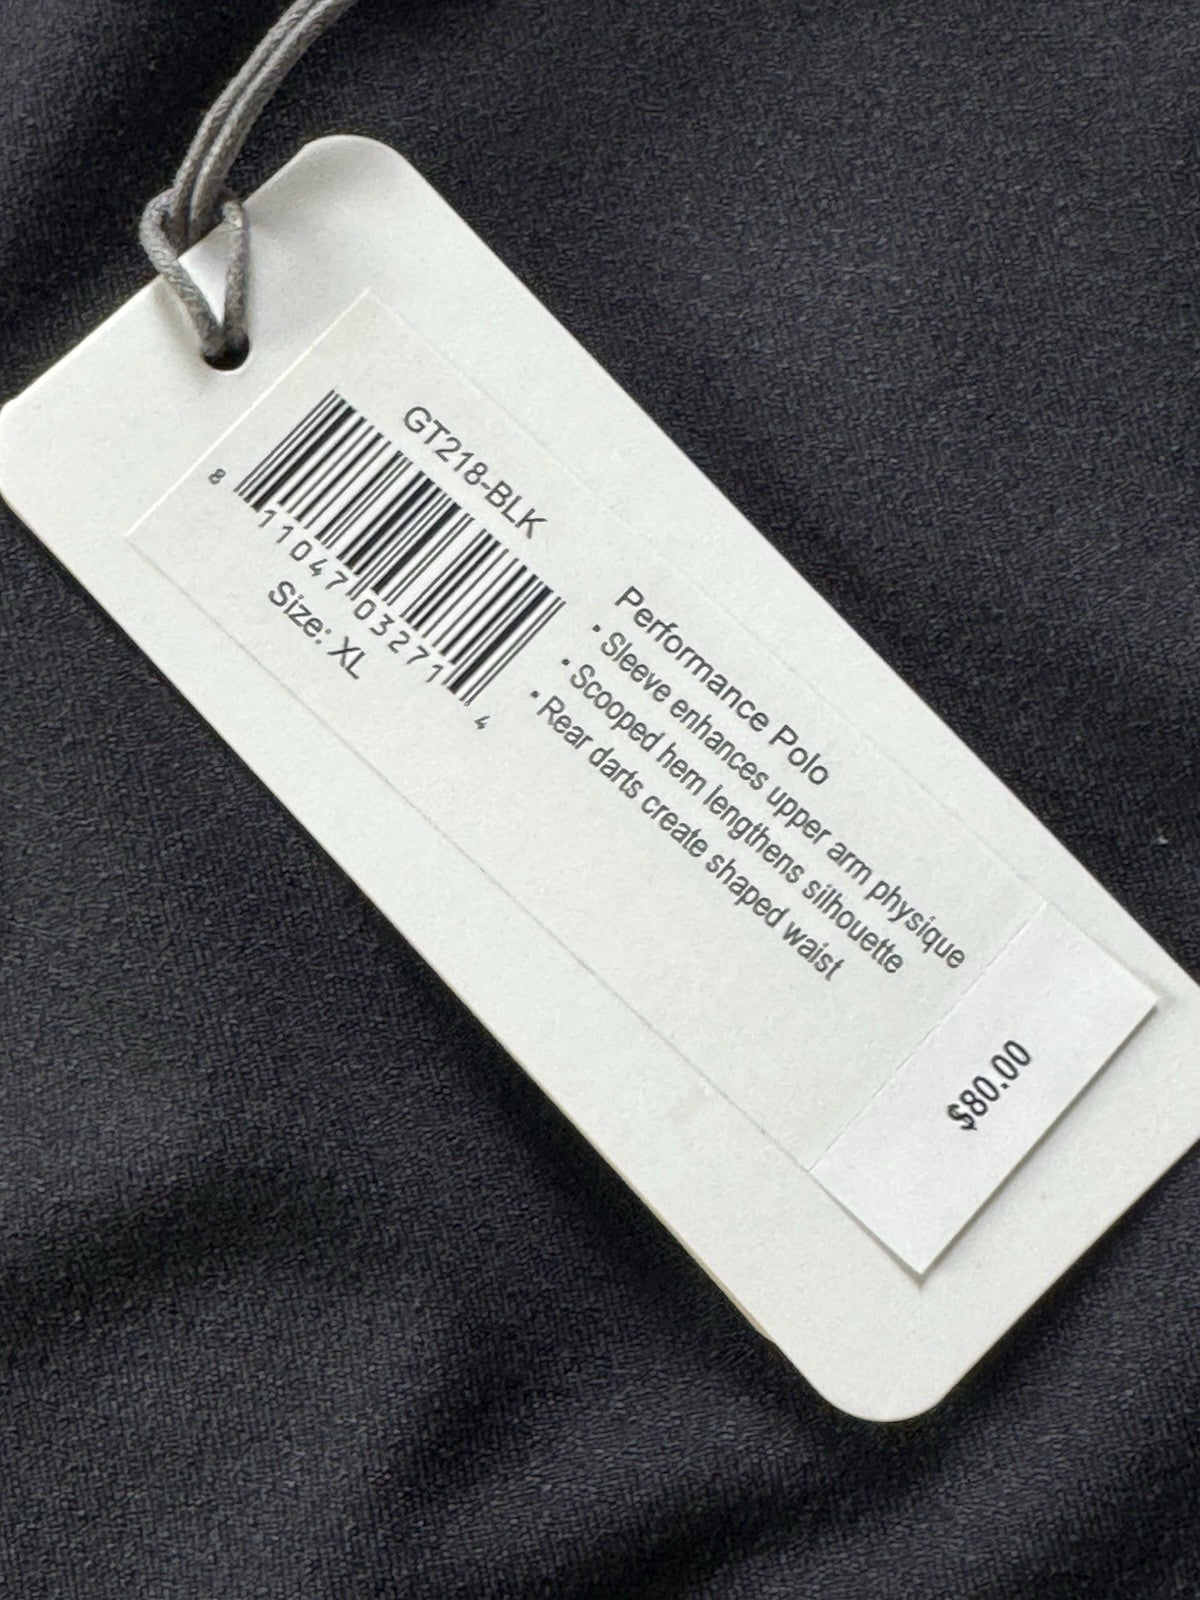 GT218-BLK
8 11047 03271 4
Size: XL
Performance Polo
• Sleeve enhances upper arm physique
• Scooped hem lengthens silhouette
• Rear darts create shaped waist
$80.00